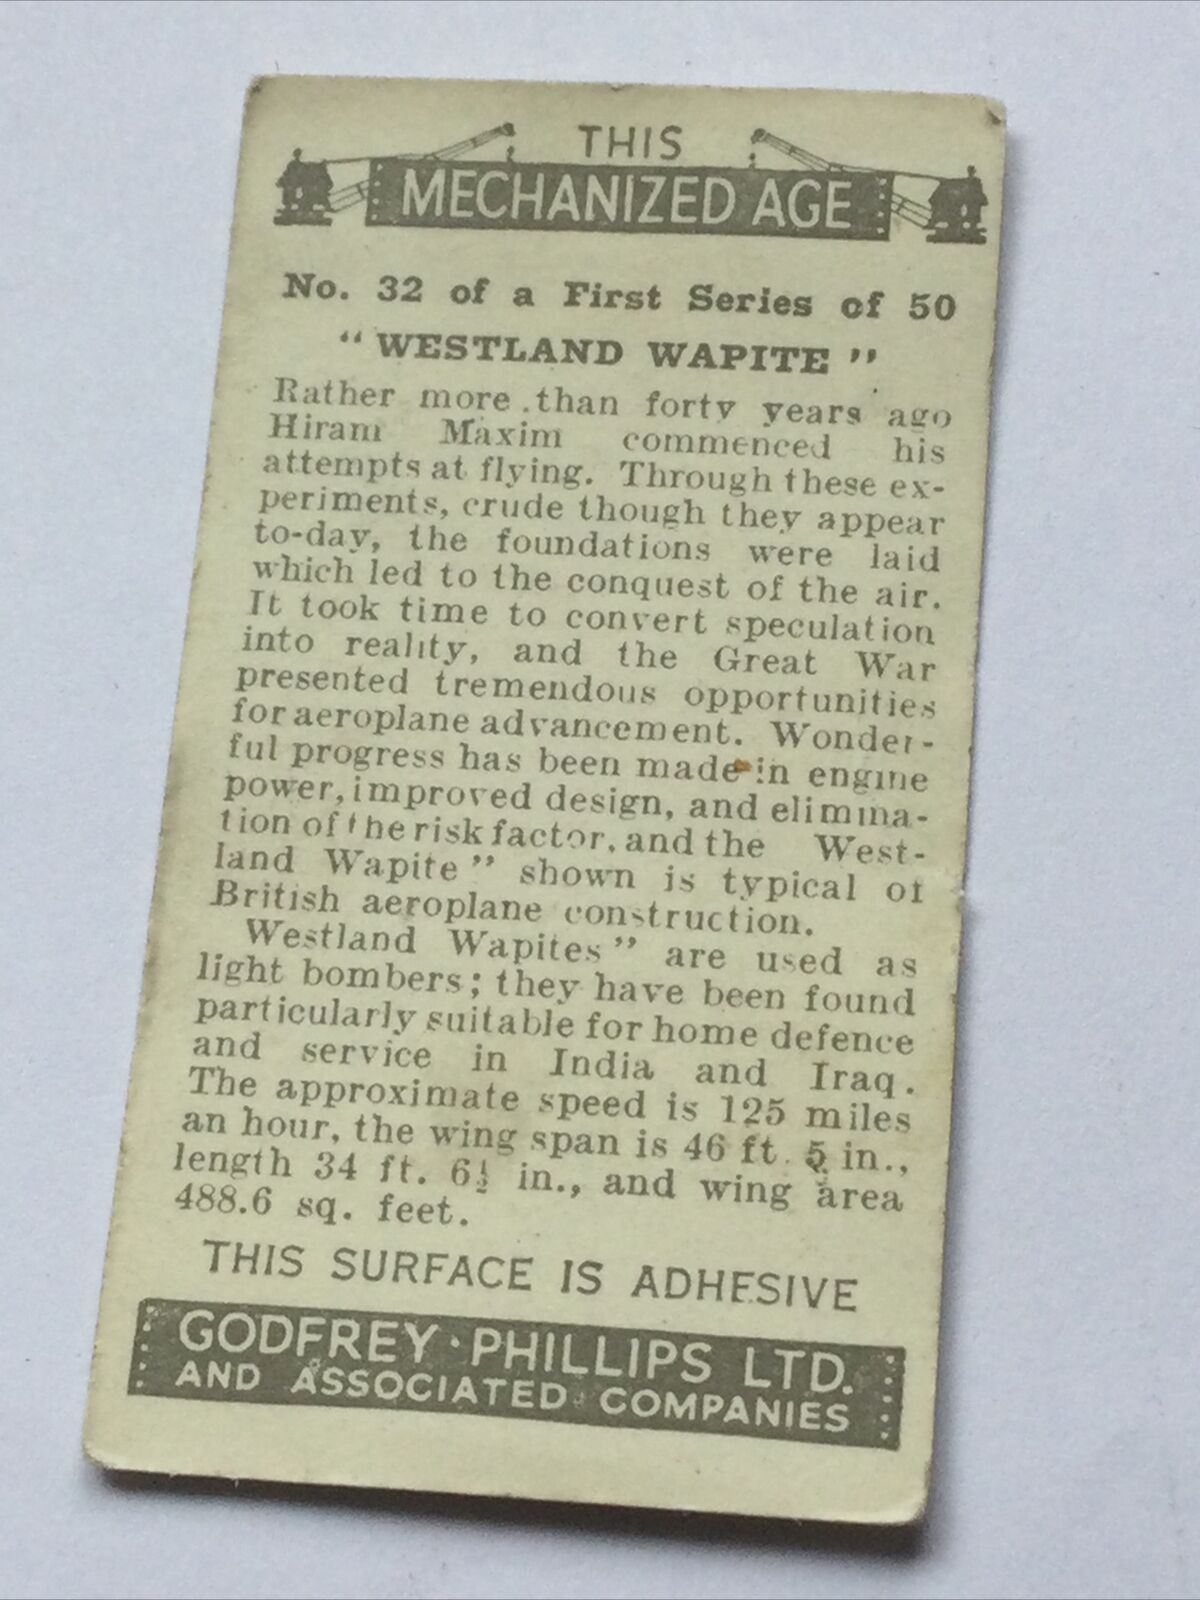 THIS
MECHANIZED AGE
No. 32 of a First Series of 50
“ WESTLAND WAPITE ”
Rather more than forty years ago
Hiram Maxim commenced his
attempts at flying. Through these ex-
periments, crude though they appear
to-day, the foundations were laid
which led to the conquest of the air.
It took time to convert speculation
into reality, and the Great War
presented tremendous opportunities
for aeroplane advancement. Wonder-
ful progress has been made in engine
power, improved design, and elimina-
tion of the risk factor, and the West-
land Wapite ” shown is typical of
British aeroplane construction.
Westland Wapites ” are used as
light bombers; they have been found
particularly suitable for home defence
and service in India and Iraq.
The approximate speed is 125 miles
an hour, the wing span is 46 ft. 5 in.,
length 34 ft. 6½ in., and wing area
488.6 sq. feet.
THIS SURFACE IS ADHESIVE
GODFREY · PHILLIPS LTD.
AND ASSOCIATED COMPANIES